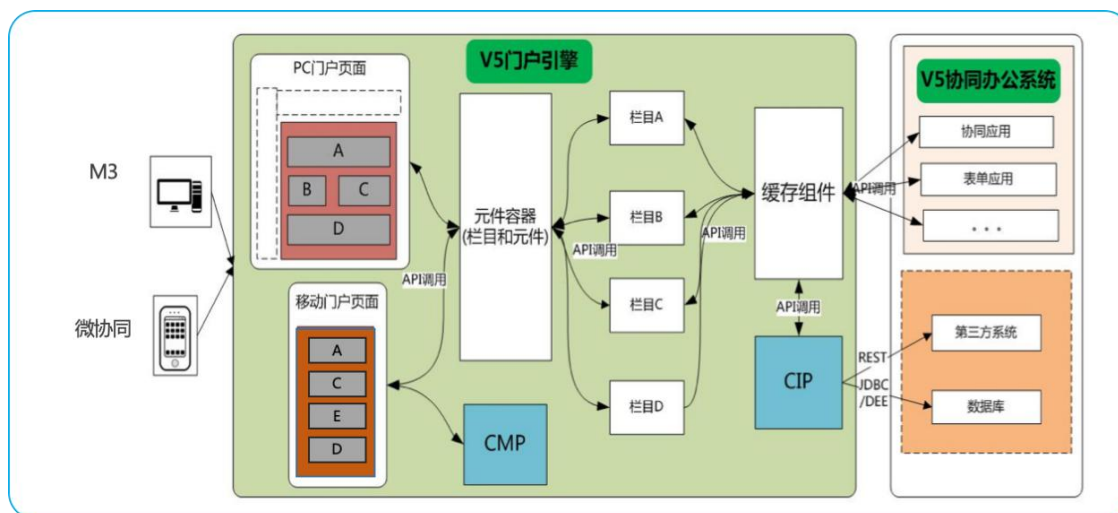 M3
微协同
V5门户引擎
PC门户页面
A
B
C
D
移动门户页面
A
C
E
D
API调用
元件容器
(栏目和元件)
CMP
栏目A
栏目B
API调用
栏目C
栏目D
API调用
缓存组件
API调用
CIP
API调用
V5协同办公系统
协同应用
表单应用
...
REST
JDBC
/DEE
第三方系统
数据库